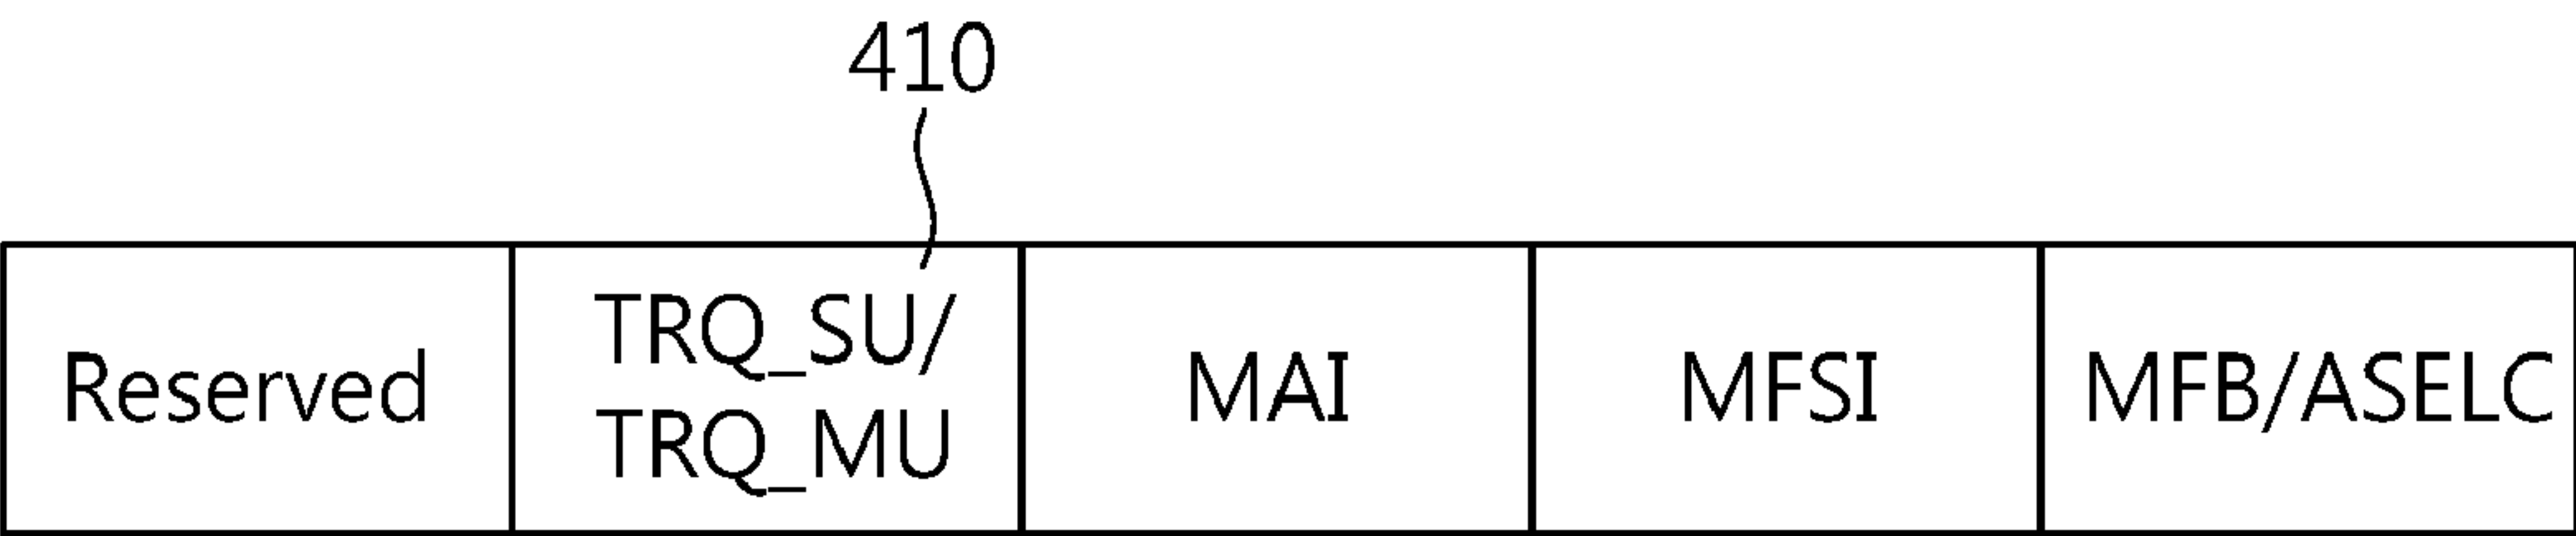 410
Reserved
TRQ_SU/
TRQ_MU
MAI
MFSI
MFB/ASELC